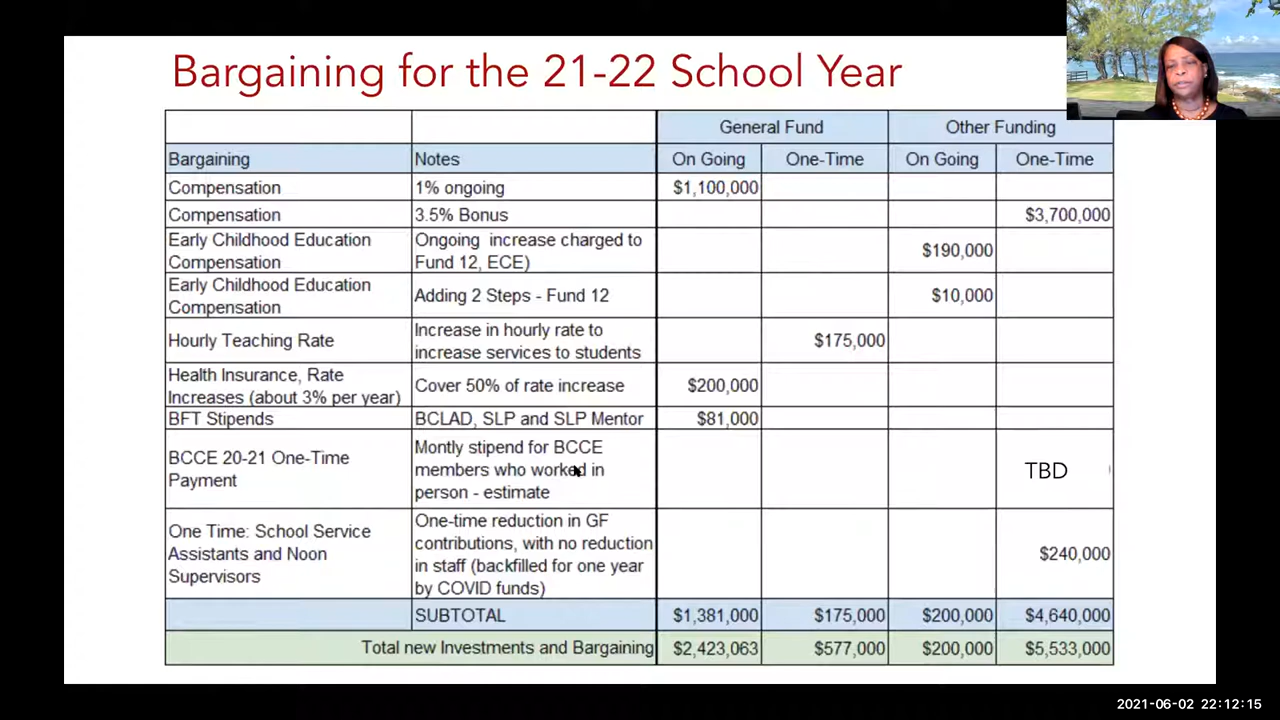 Bargaining for the 21-22 School Year
General Fund Other Funding
Bargaining Notes On Going One-Time On Going One-Time
Compensation 1% ongoing $1,100,000
Compensation 3.5% Bonus $3,700,000
Early Childhood Education
Compensation
Ongoing increase charged to
Fund 12, ECE)
$190,000
Early Childhood Education
Compensation
Adding 2 Steps - Fund 12 $10,000
Hourly Teaching Rate
Increase in hourly rate to
increase services to students
$175,000
Health Insurance, Rate
Increases (about 3% per year)
Cover 50% of rate increase $200,000
BFT Stipends BCLAD, SLP and SLP Mentor $81,000
BCCE 20-21 One-Time
Payment
Montly stipend for BCCE
members who worked in
person - estimate
TBD
One Time: School Service
Assistants and Noon
Supervisors
One-time reduction in GF
contributions, with no reduction
in staff (backfilled for one year
by COVID funds)
$240,000
SUBTOTAL $1,381,000 $175,000 $200,000 $4,640,000
Total new Investments and Bargaining $2,423,063 $577,000 $200,000 $5,533,000
2021-06-02 22:12:15